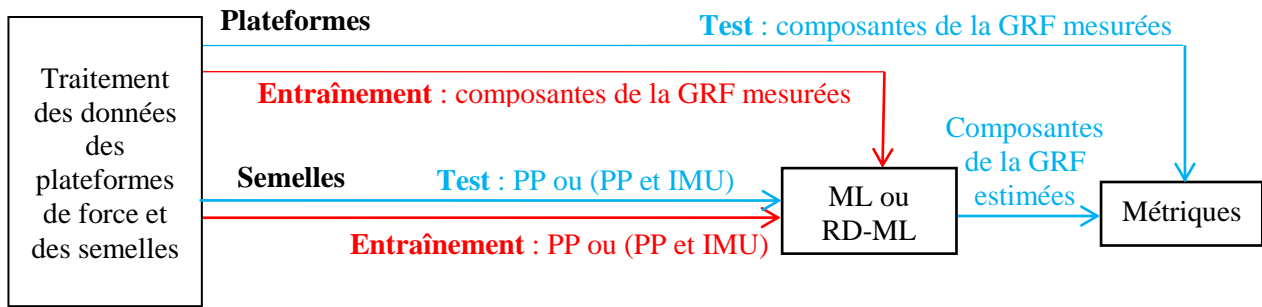 Plateformes
Test : composantes de la GRF mesurées
Traitement
des données
des
plateformes
de force et
des semelles
Entraînement : composantes de la GRF mesurées
Semelles
Test : PP ou (PP et IMU)
Entraînement : PP ou (PP et IMU)
ML ou
RD-ML
Composantes
de la GRF
estimées
Métriques